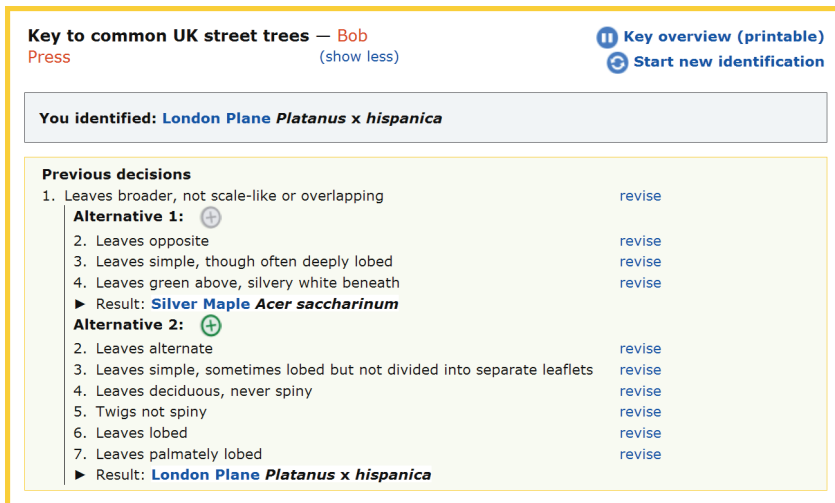 Key to common UK street trees — Bob
Press (show less)
Key overview (printable)
Start new identification
You identified: London Plane Platanus x hispanica
Previous decisions
1. Leaves broader, not scale-like or overlapping revise
Alternative 1:
2. Leaves opposite revise
3. Leaves simple, though often deeply lobed revise
4. Leaves green above, silvery white beneath revise
► Result: Silver Maple Acer saccharinum
Alternative 2:
2. Leaves alternate revise
3. Leaves simple, sometimes lobed but not divided into separate leaflets revise
4. Leaves deciduous, never spiny revise
5. Twigs not spiny revise
6. Leaves lobed revise
7. Leaves palmately lobed revise
► Result: London Plane Platanus x hispanica